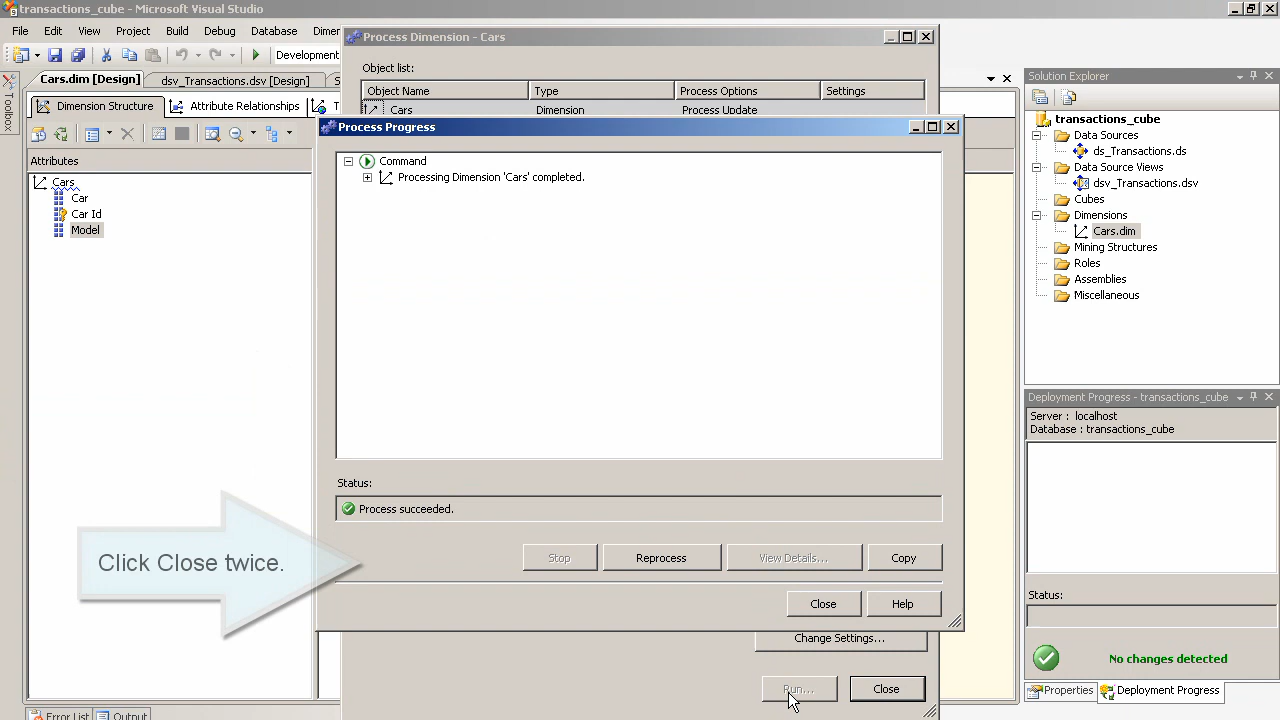 transactions_cube - Microsoft Visual Studio
File Edit View Project Build Debug Database Dimen
Developmen
Cars.dim [Design] dsv_Transactions.dsv [Design]
Dimension Structure Attribute Relationships
Attributes
Cars
Car
Car Id
Model
Toolbox
Process Dimension - Cars
Object list:
Object Name Type Process Options Settings
Cars Dimension Process Update
Process Progress
Command
Processing Dimension 'Cars' completed.
Status:
Process succeeded.
Click Close twice.
Stop Reprocess View Details... Copy
Close Help
Change Settings...
Run... Close
Solution Explorer
transactions_cube
Data Sources
ds_Transactions.ds
Data Source Views
dsv_Transactions.dsv
Cubes
Dimensions
Cars.dim
Mining Structures
Roles
Assemblies
Miscellaneous
Deployment Progress - transactions_cube
Server : localhost
Database : transactions_cube
Status:
No changes detected
Properties Deployment Progress
Error List Output